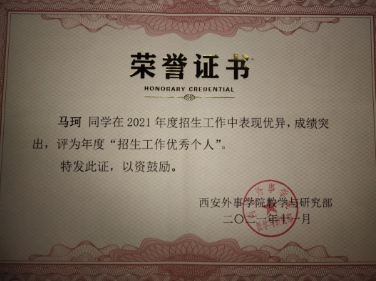 荣誉证书
HONORARY CREDENTIAL
马珂 同学在2021年度招生工作中表现优异,成绩突
出,评为年度“招生工作优秀个人”。
特发此证,以资鼓励。
西安外事学院教学与研究部
二〇二一年十一月